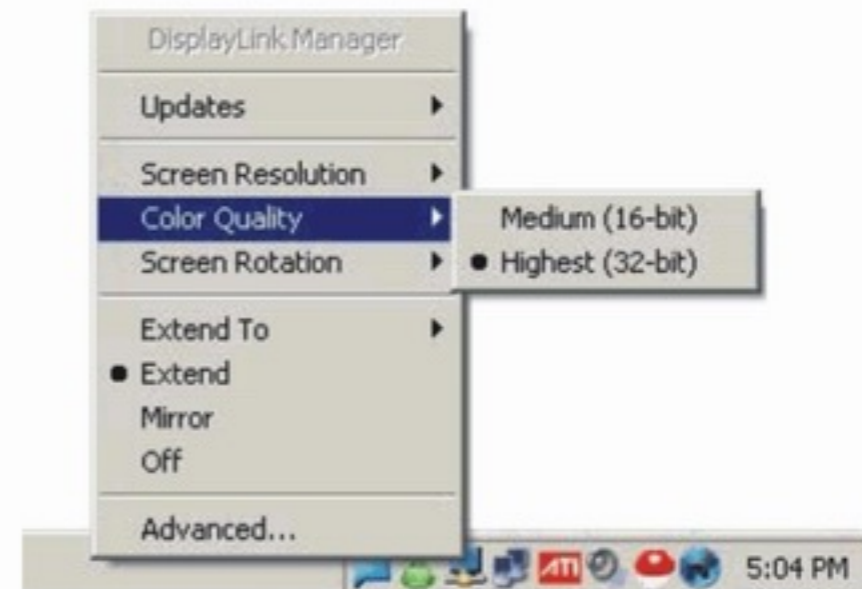 DisplayLink Manager
Updates
Screen Resolution
Color Quality
Medium (16-bit)
Screen Rotation
Highest (32-bit)
Extend To
Extend
Mirror
Off
Advanced...
ATI
5:04 PM